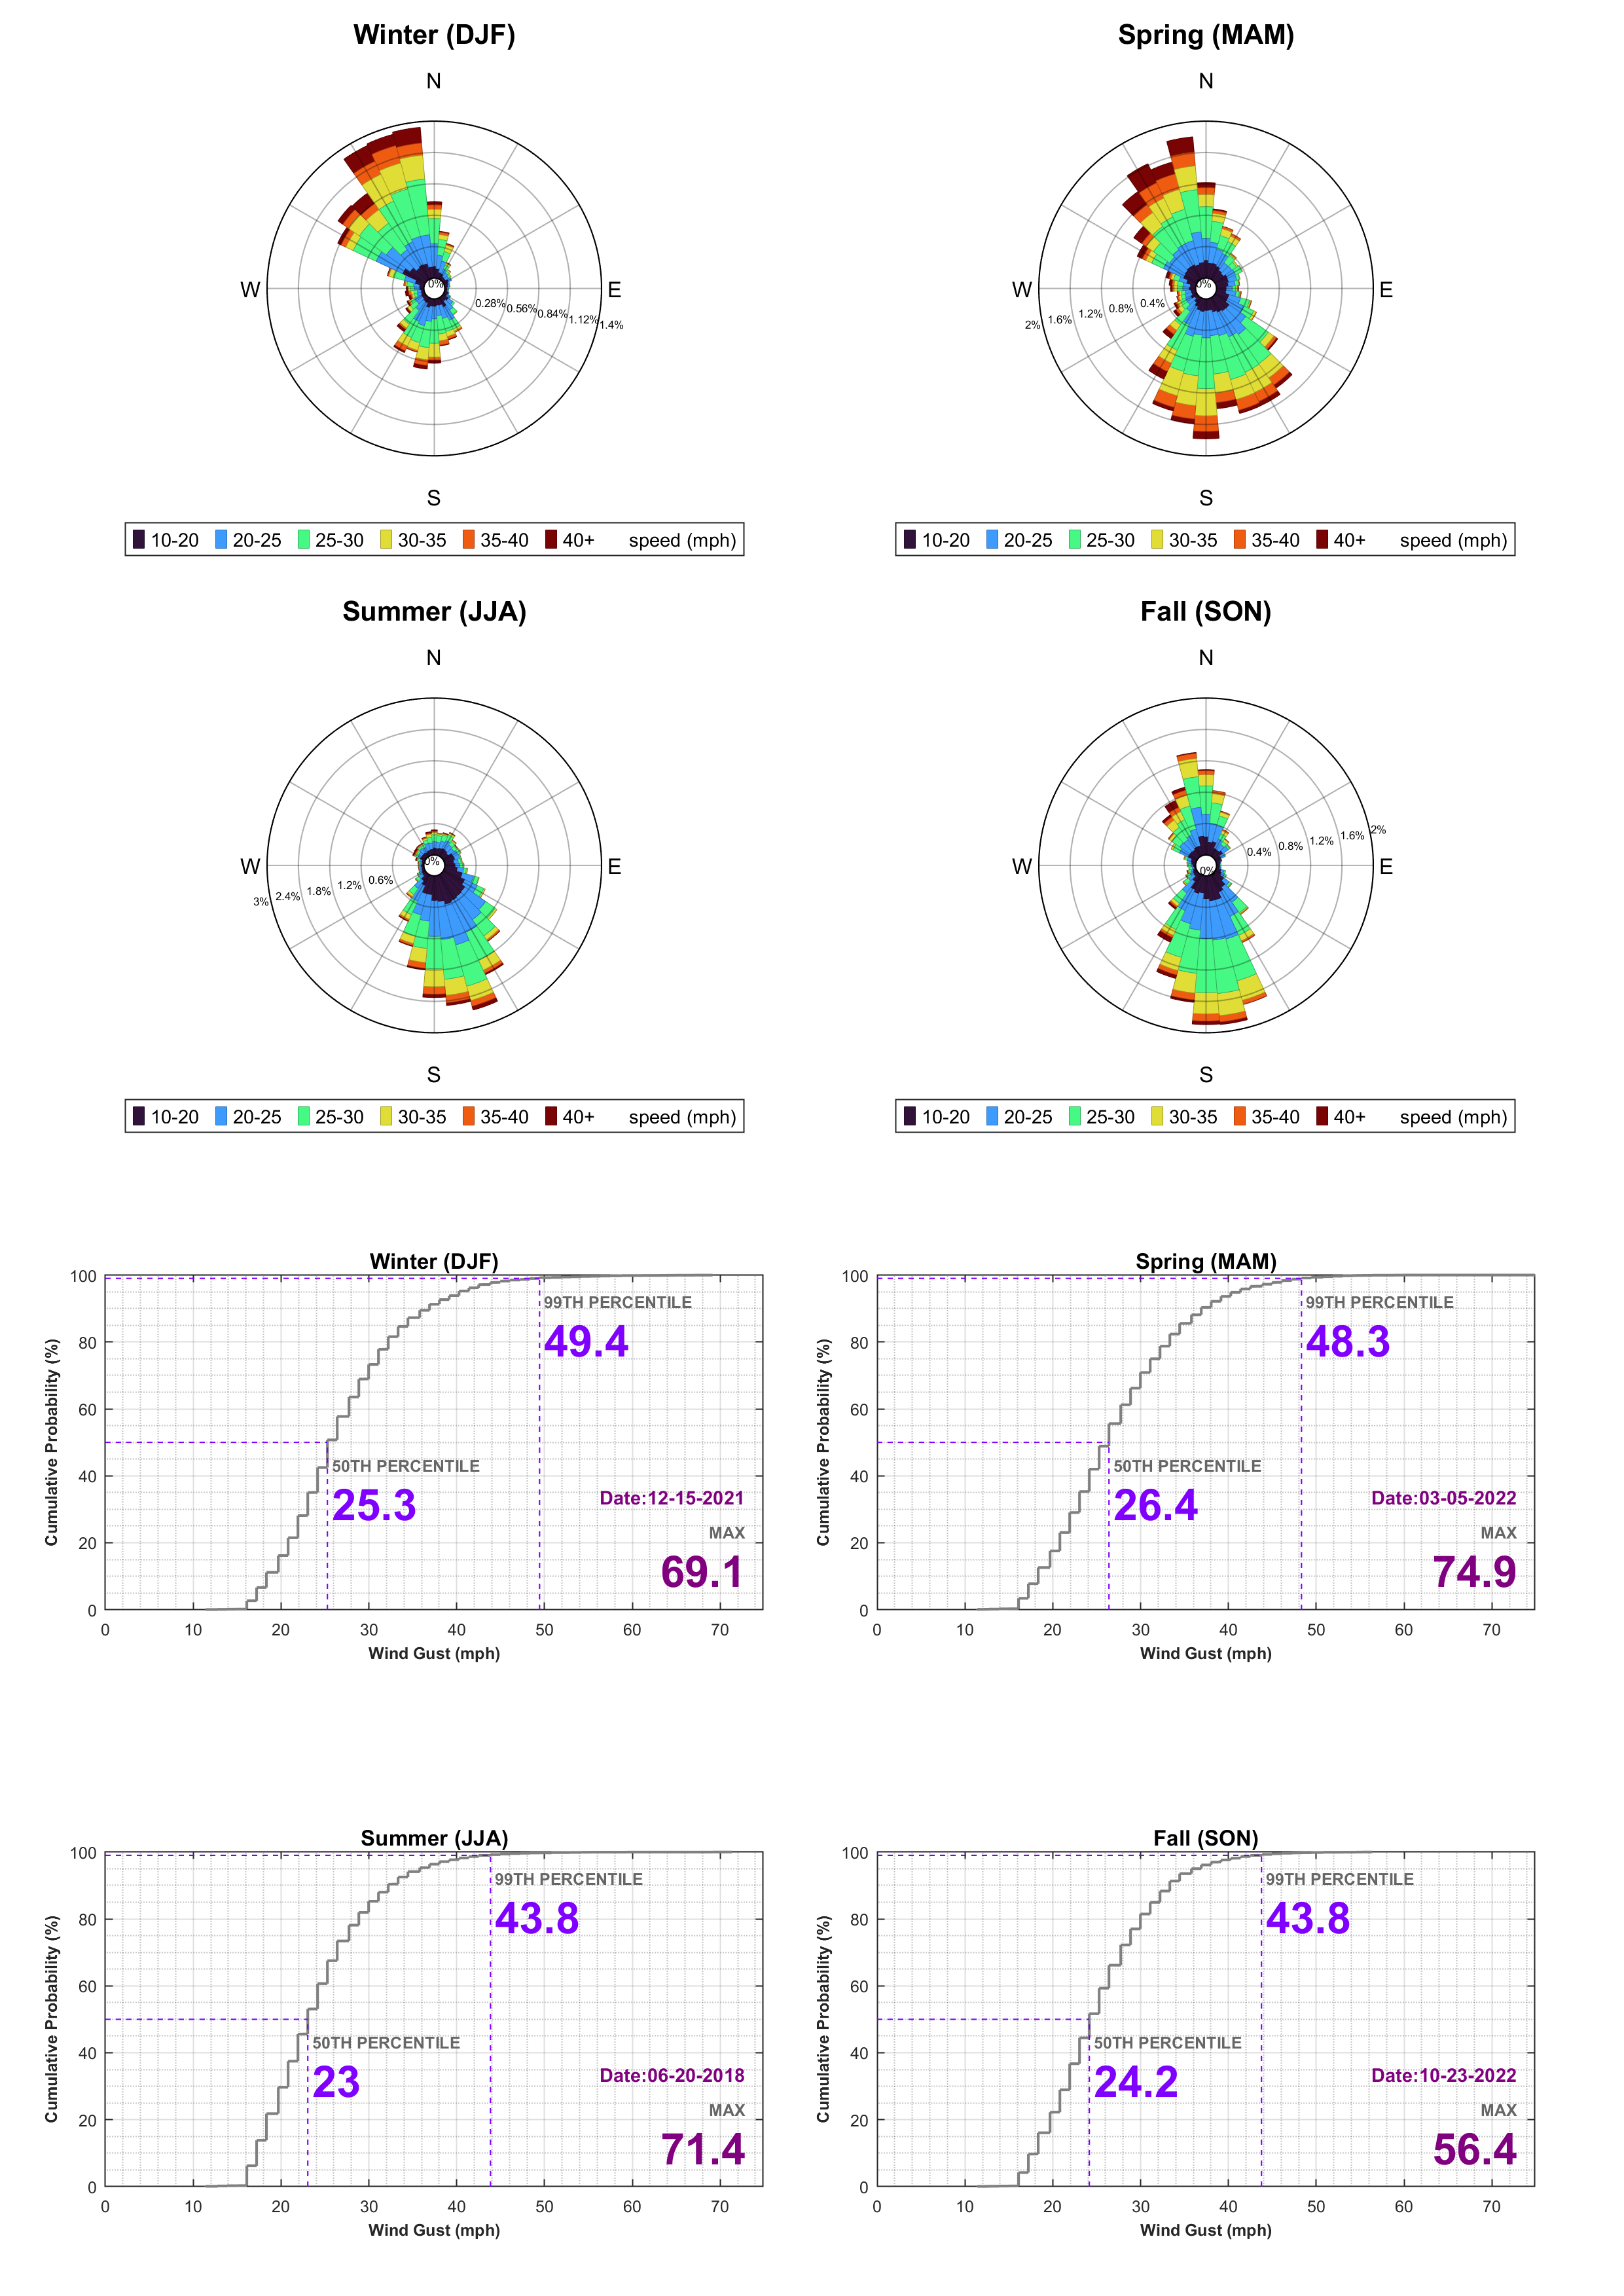 Winter (DJF)
N
W
E
S
0%
0.28%
0.56%
0.84%
1.12%
1.4%
10-20 20-25 25-30 30-35 35-40 40+ speed (mph)
Spring (MAM)
N
W
E
S
0%
0.4%
0.8%
1.2%
1.6%
2%
10-20 20-25 25-30 30-35 35-40 40+ speed (mph)
Summer (JJA)
N
W
E
S
0%
0.6%
1.2%
1.8%
2.4%
3%
10-20 20-25 25-30 30-35 35-40 40+ speed (mph)
Fall (SON)
N
W
E
S
0%
0.4%
0.8%
1.2%
1.6%
2%
10-20 20-25 25-30 30-35 35-40 40+ speed (mph)
Winter (DJF)
Cumulative Probability (%)
100
80
60
40
20
0
99TH PERCENTILE
49.4
50TH PERCENTILE
25.3
Date:12-15-2021
MAX
69.1
0 10 20 30 40 50 60 70
Wind Gust (mph)
Spring (MAM)
Cumulative Probability (%)
100
80
60
40
20
0
99TH PERCENTILE
48.3
50TH PERCENTILE
26.4
Date:03-05-2022
MAX
74.9
0 10 20 30 40 50 60 70
Wind Gust (mph)
Summer (JJA)
Cumulative Probability (%)
100
80
60
40
20
0
99TH PERCENTILE
43.8
50TH PERCENTILE
23
Date:06-20-2018
MAX
71.4
0 10 20 30 40 50 60 70
Wind Gust (mph)
Fall (SON)
Cumulative Probability (%)
100
80
60
40
20
0
99TH PERCENTILE
43.8
50TH PERCENTILE
24.2
Date:10-23-2022
MAX
56.4
0 10 20 30 40 50 60 70
Wind Gust (mph)